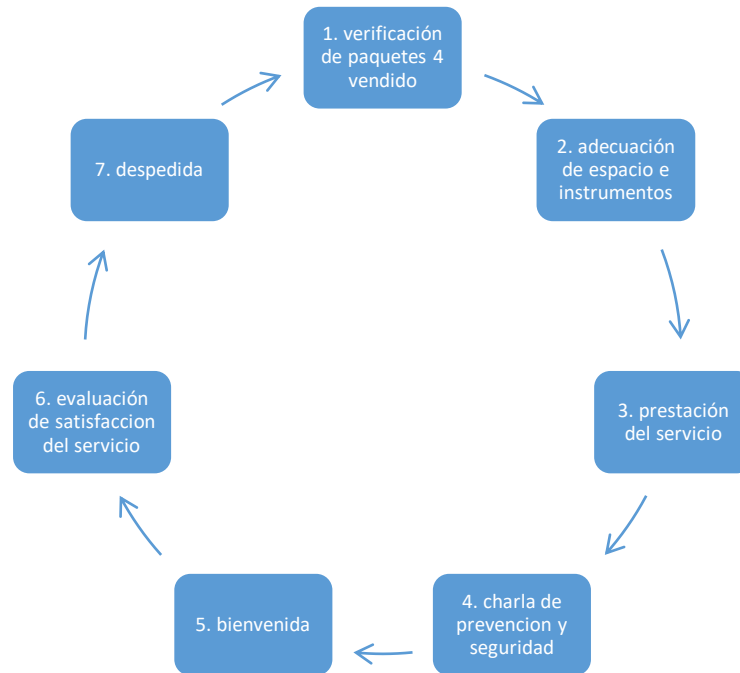 1. verificación
de paquetes 4
vendido
2. adecuación
de espacio e
instrumentos
3. prestación
del servicio
4. charla de
prevencion y
seguridad
5. bienvenida
6. evaluación
de satisfaccion
del servicio
7. despedida